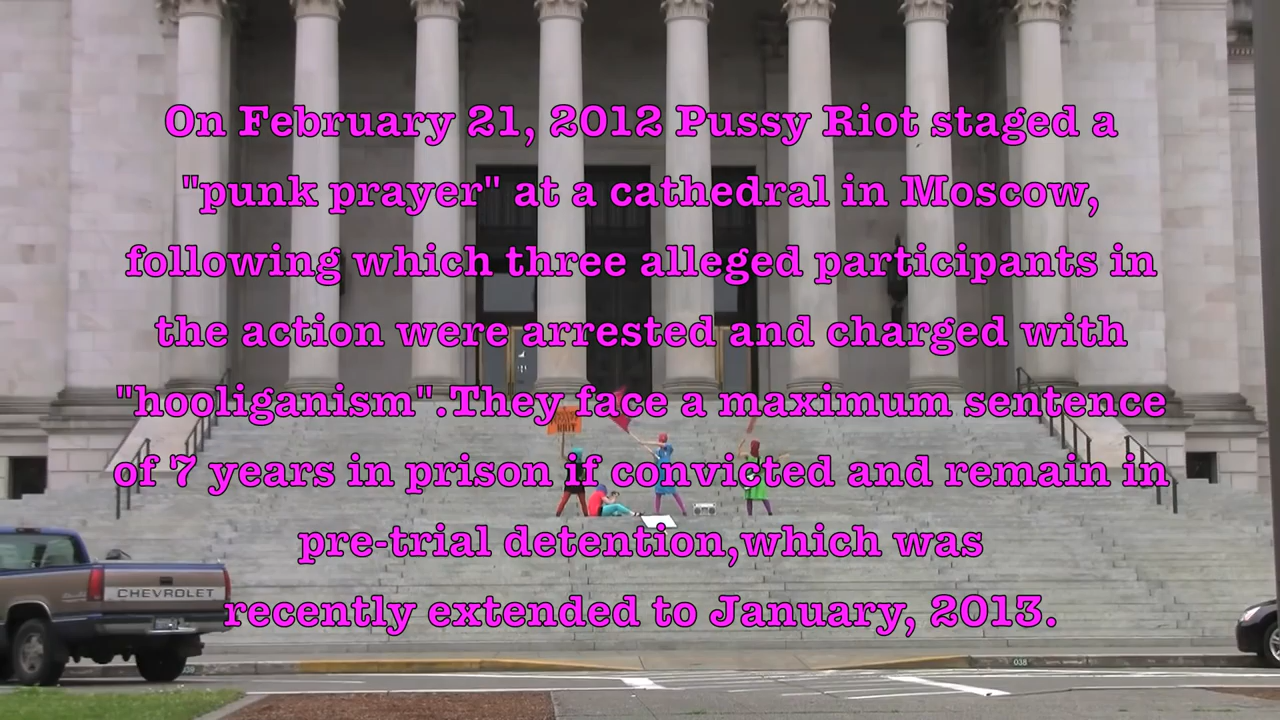 On February 21, 2012 Pussy Riot staged a
"punk prayer" at a cathedral in Moscow,
following which three alleged participants in
the action were arrested and charged with
"hooliganism".They face a maximum sentence
of 7 years in prison if convicted and remain in
pre-trial detention,which was
recently extended to January, 2013.
RIOT
CHEVROLET
038